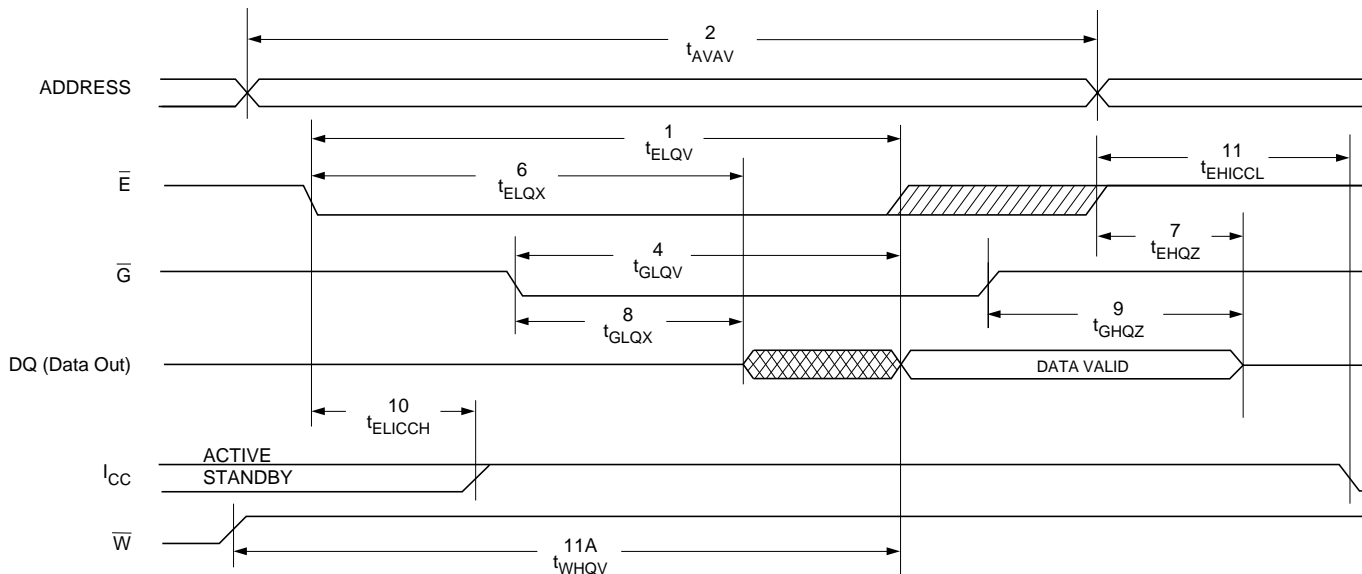 2
tAVAV
ADDRESS
1
tELQV
11
tEHICCL
6
tELQX
E
7
tEHQZ
4
tGLQV
G
9
tGHQZ
8
tGLQX
DQ (Data Out)
DATA VALID
10
tELICCH
ACTIVE
ICC
STANDBY
W
11A
tWHQV